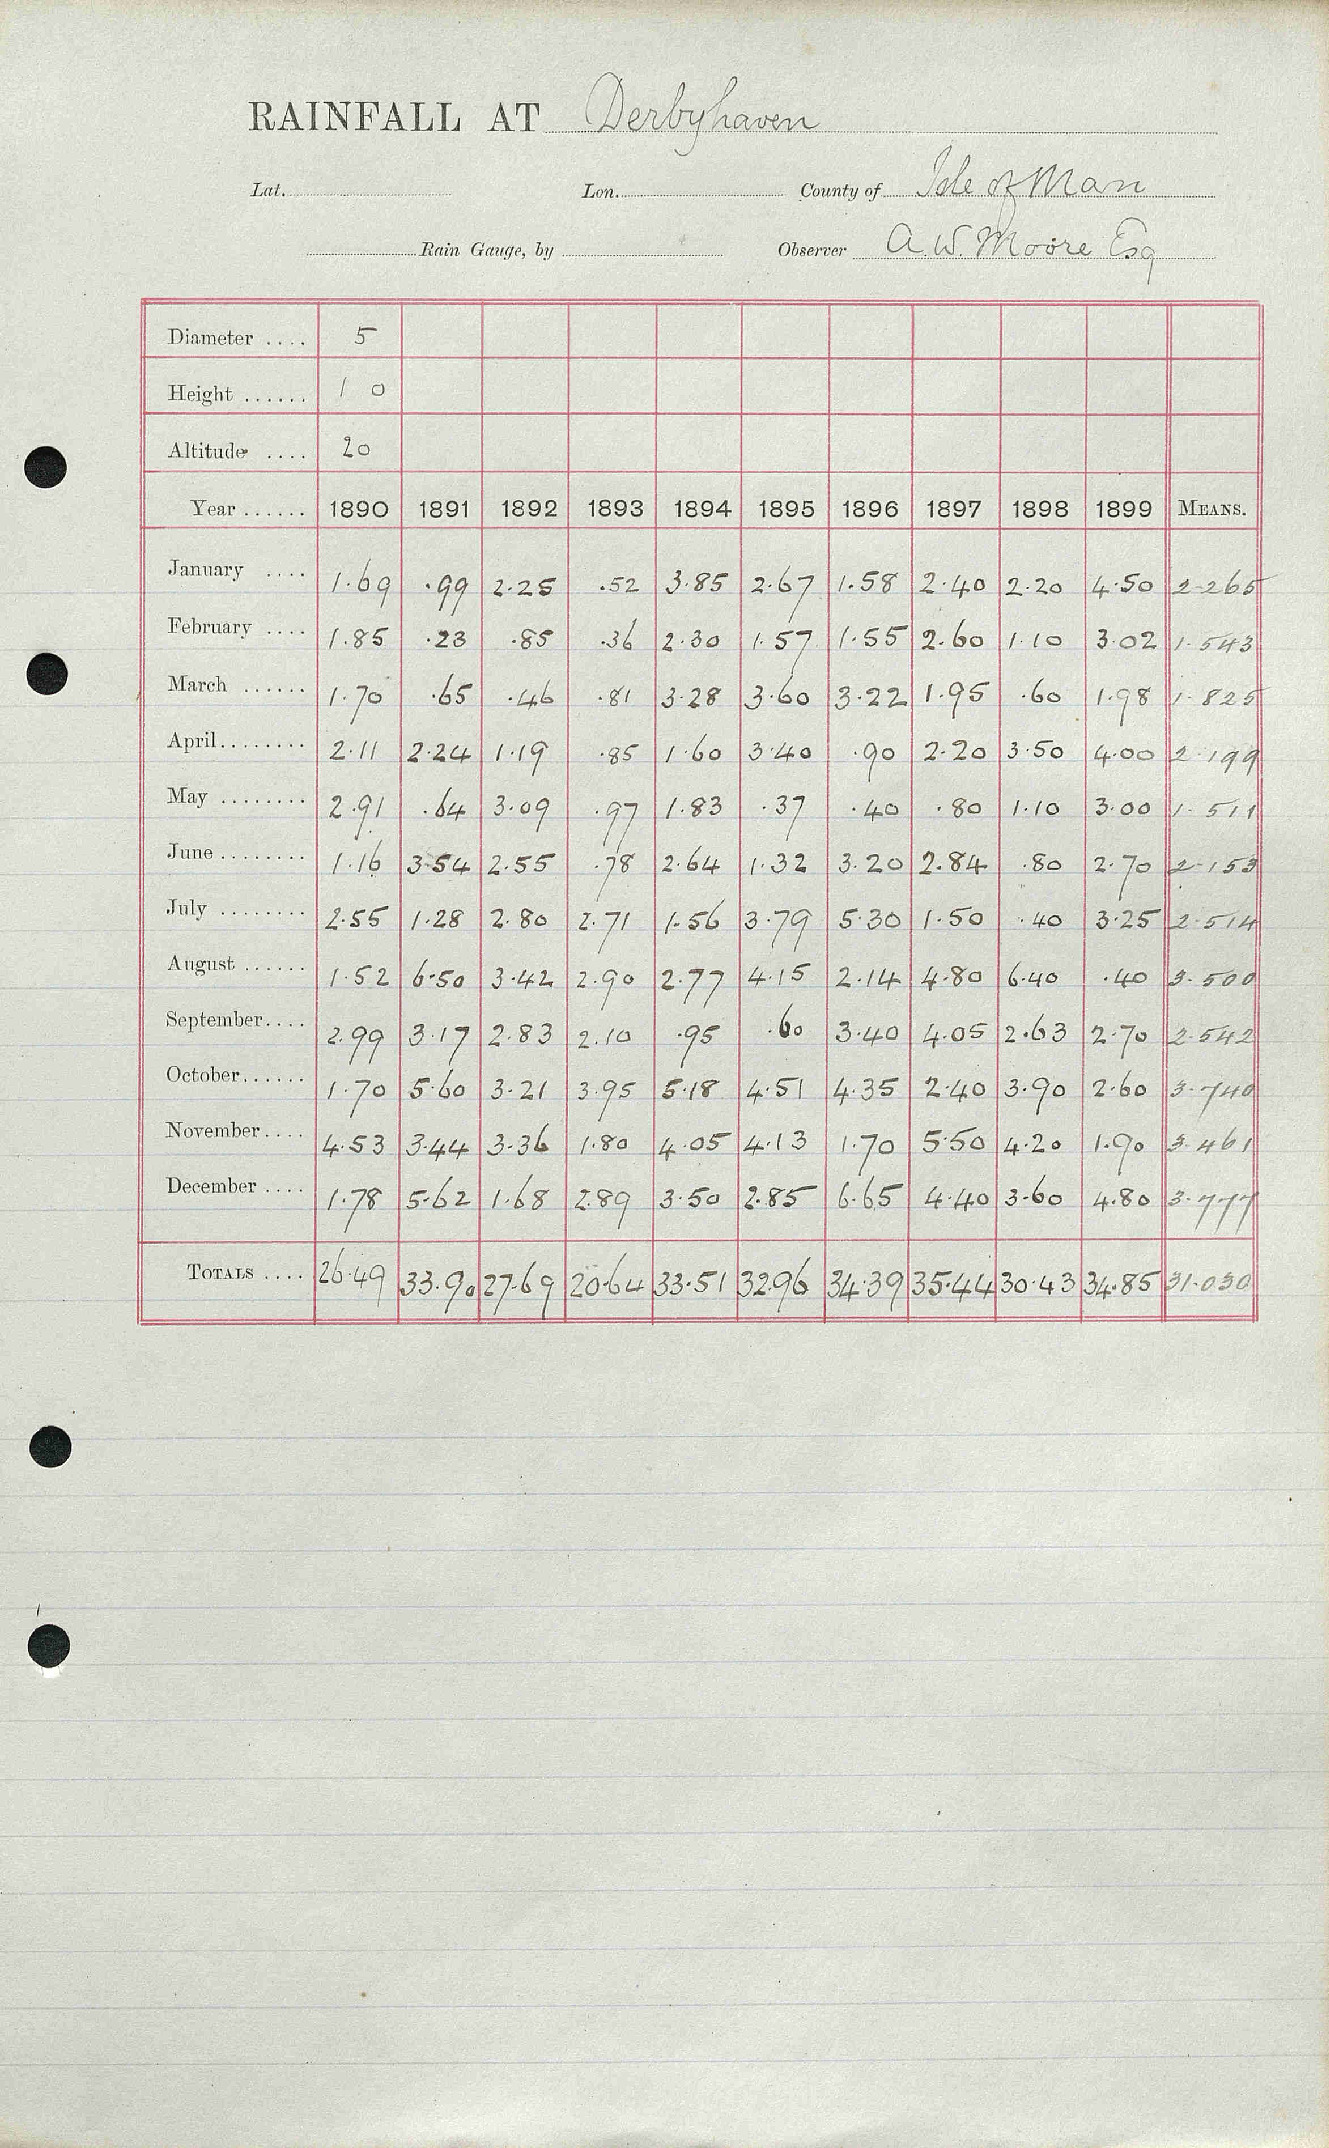 RAINFALL AT Derbyhaven
Lat. Lon. County of Isle of Man
Rain Gauge, by Observer A. W. Moore Esq
Diameter .... 5
Height ...... 1 0
Altitude .... 20
Year ...... 1890 1891 1892 1893 1894 1895 1896 1897 1898 1899 MEANS.
January .... 1.69 .99 2.25 .52 3.85 2.67 1.58 2.40 2.20 4.50 2.265
February .... 1.85 .23 .85 .36 2.30 1.57 1.55 2.60 1.10 3.02 1.543
March ...... 1.70 .65 .46 .81 3.28 3.60 3.22 1.95 .60 1.98 1.825
April........ 2.11 2.24 1.19 .85 1.60 3.40 .90 2.20 3.50 4.00 2.199
May ........ 2.91 .64 3.09 .97 1.83 .37 .40 .80 1.10 3.00 1.511
June ........ 1.16 3.54 2.55 .78 2.64 1.32 3.20 2.84 .80 2.70 2.153
July ........ 2.55 1.28 2.80 2.71 1.56 3.79 5.30 1.50 .40 3.25 2.514
August ...... 1.52 6.50 3.42 2.90 2.77 4.15 2.14 4.80 6.40 .40 3.500
September.... 2.99 3.17 2.83 2.10 .95 .60 3.40 4.05 2.63 2.70 2.542
October...... 1.70 5.60 3.21 3.95 5.18 4.51 4.35 2.40 3.90 2.60 3.740
November.... 4.53 3.44 3.36 1.80 4.05 4.13 1.70 5.50 4.20 1.90 3.461
December .... 1.78 5.62 1.68 2.89 3.50 2.85 6.65 4.40 3.60 4.80 3.777
TOTALS .... 26.49 33.90 27.69 20.64 33.51 32.96 34.39 35.44 30.43 34.85 31.030